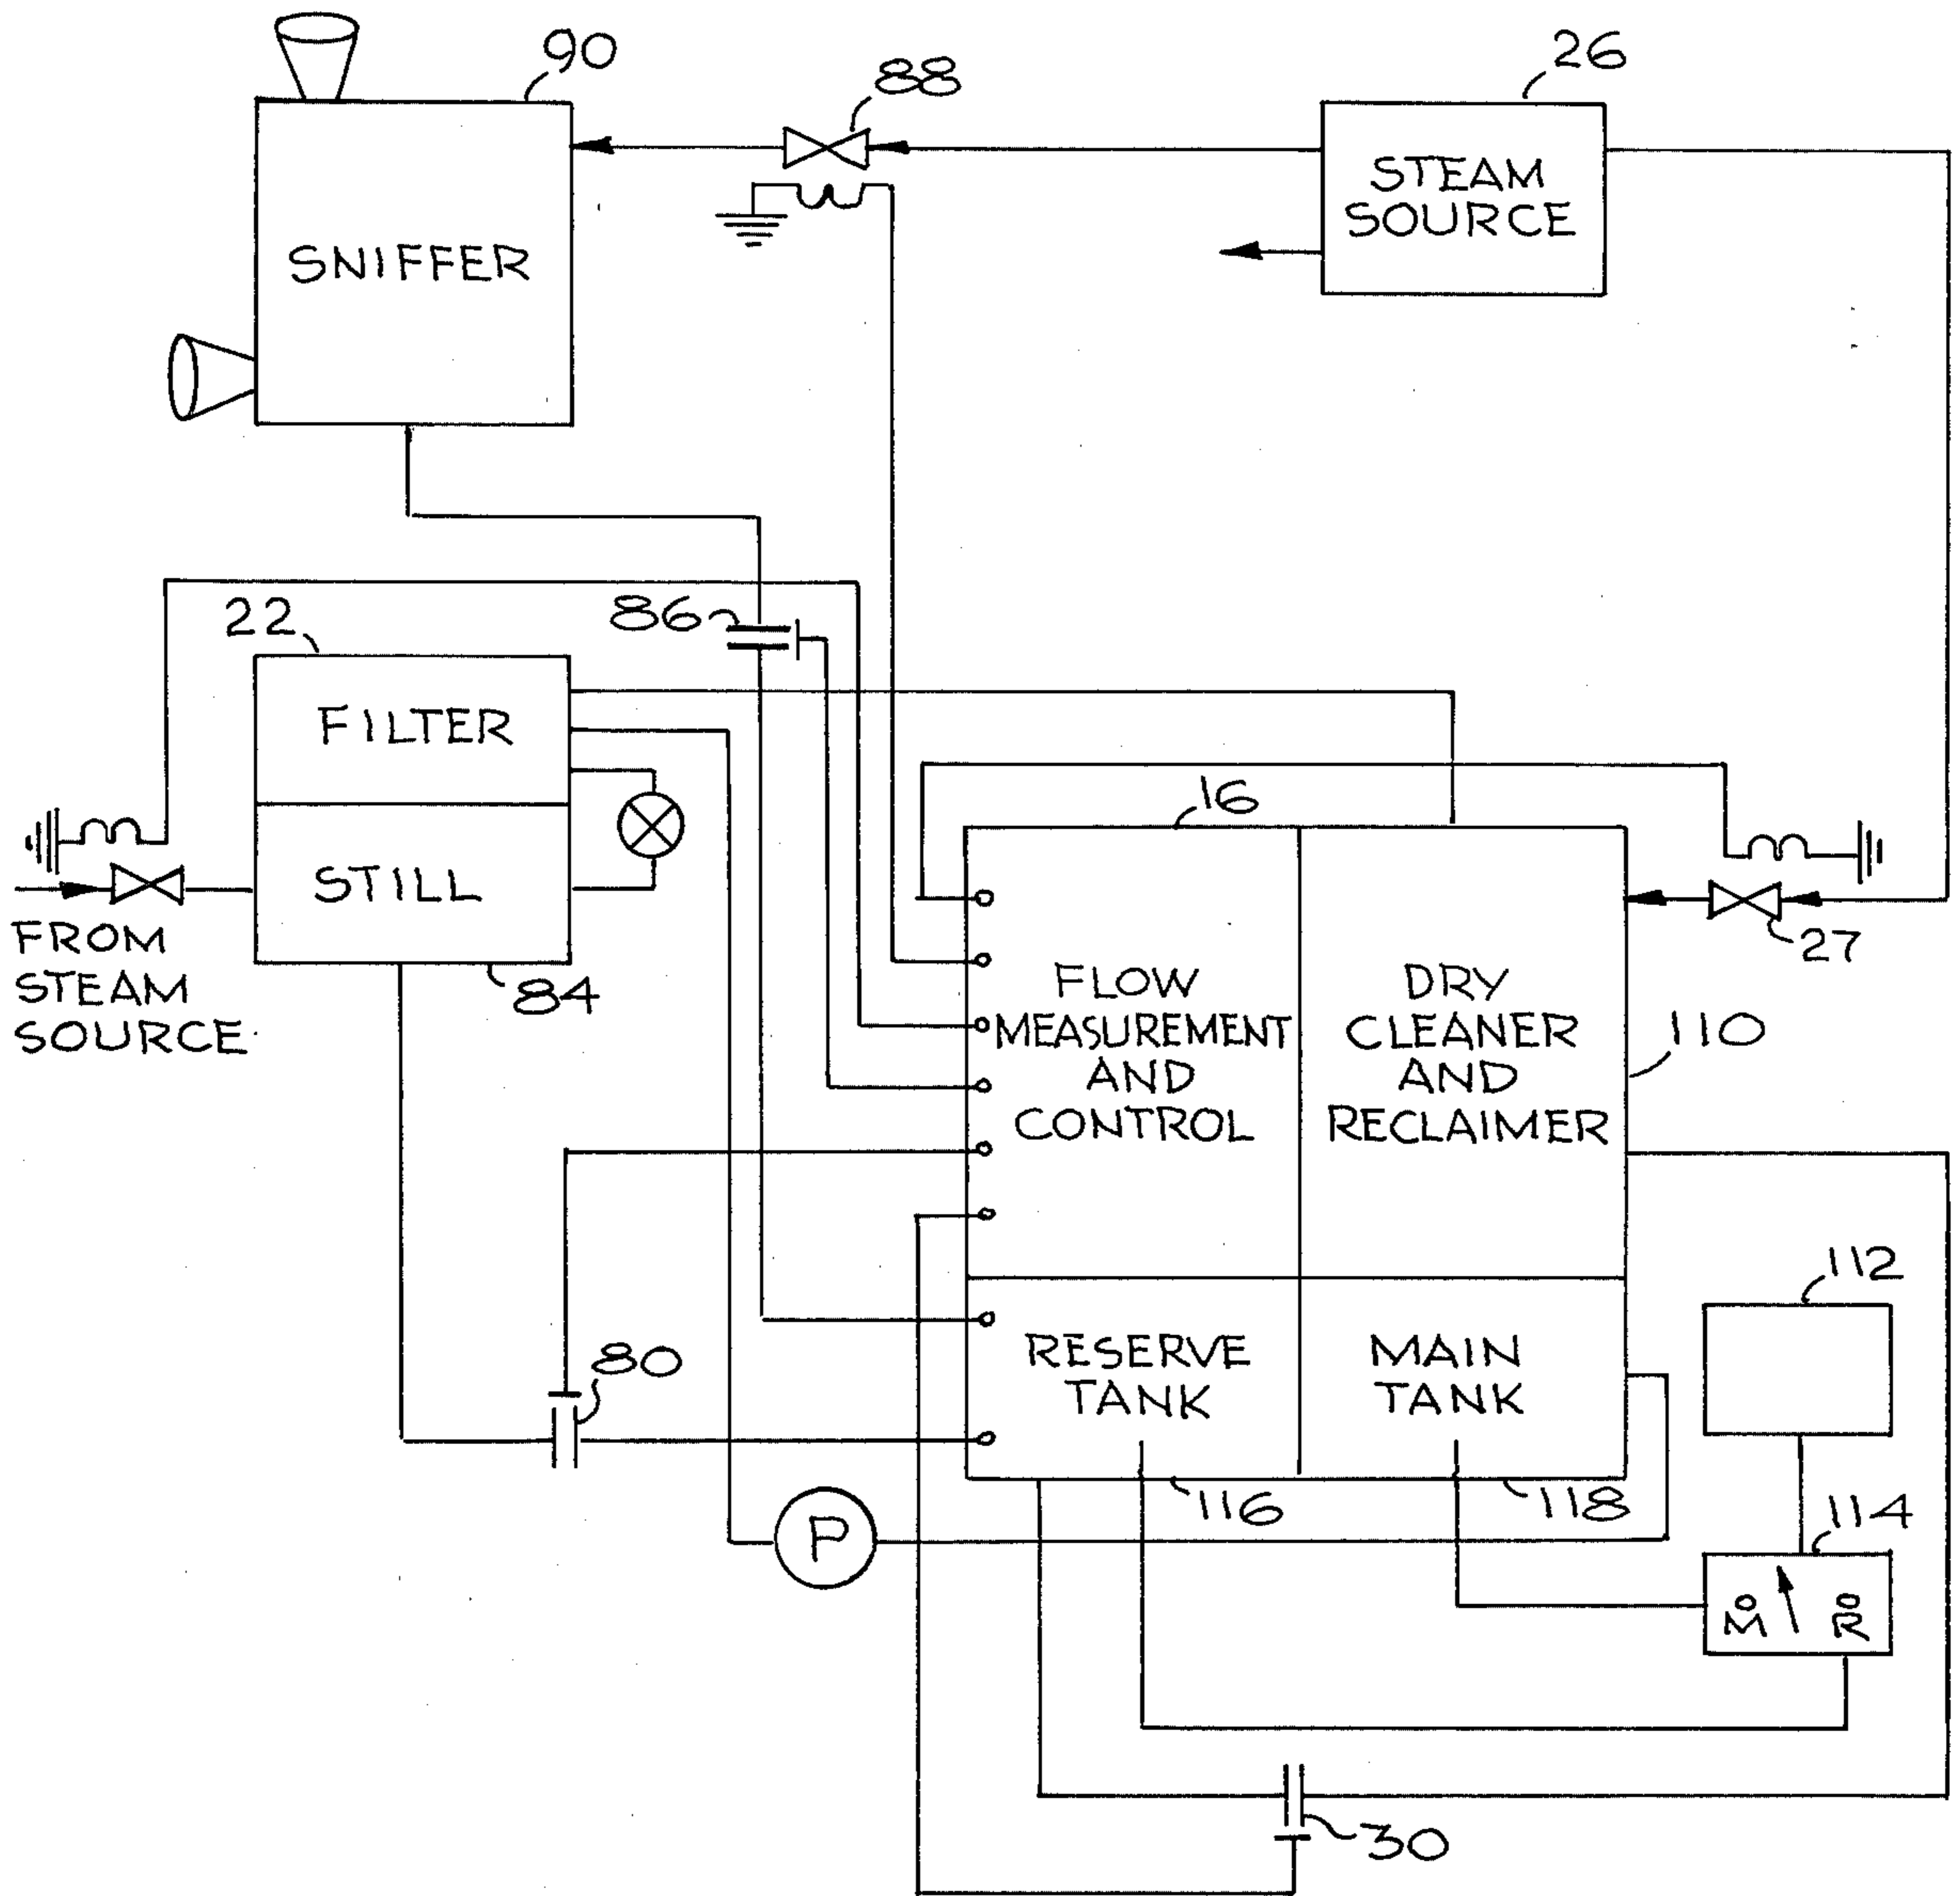 90
88
26
SNIFFER
STEAM
SOURCE
22
86
FILTER
STILL
84
FROM
STEAM
SOURCE
16
27
FLOW
MEASUREMENT
AND
CONTROL
DRY
CLEANER
AND
RECLAIMER
110
112
80
RESERVE
TANK
MAIN
TANK
116
118
114
P
M
R
30